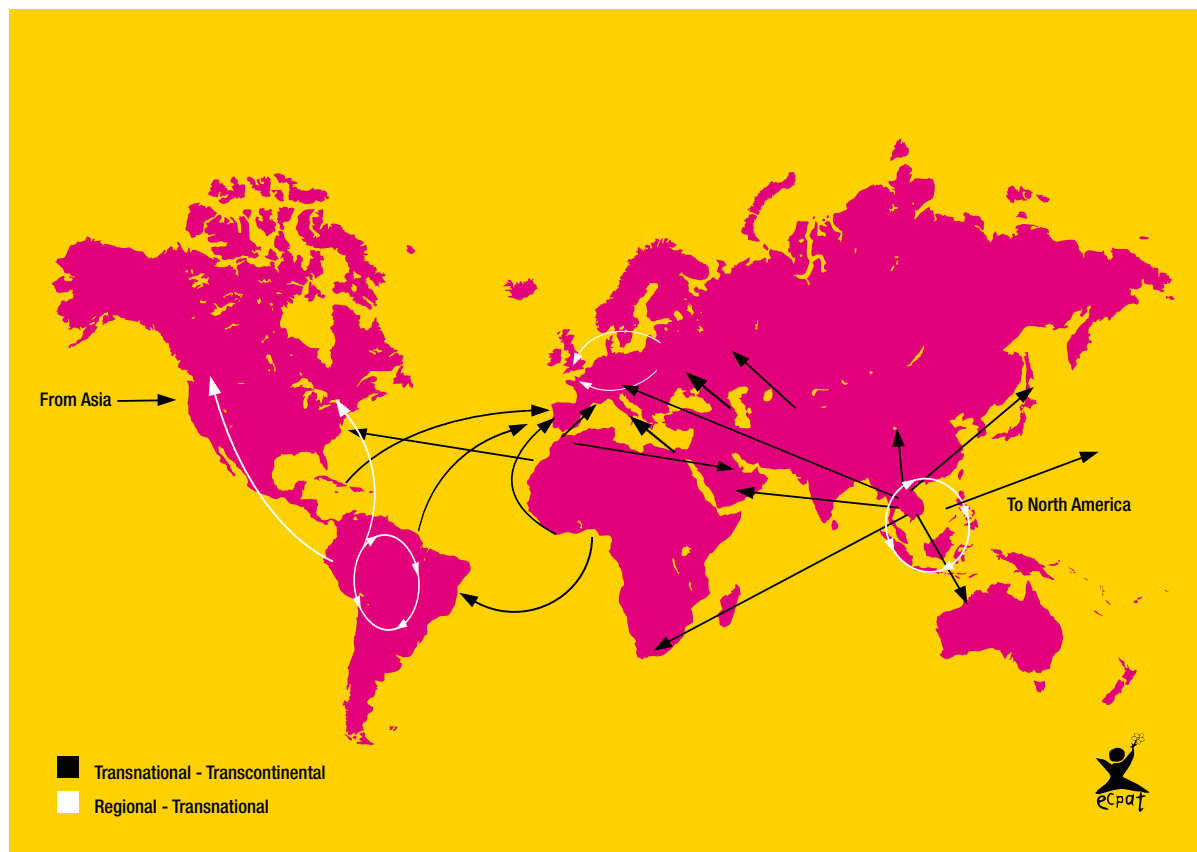 From Asia
To North America
Transnational - Transcontinental
Regional - Transnational
ecpat